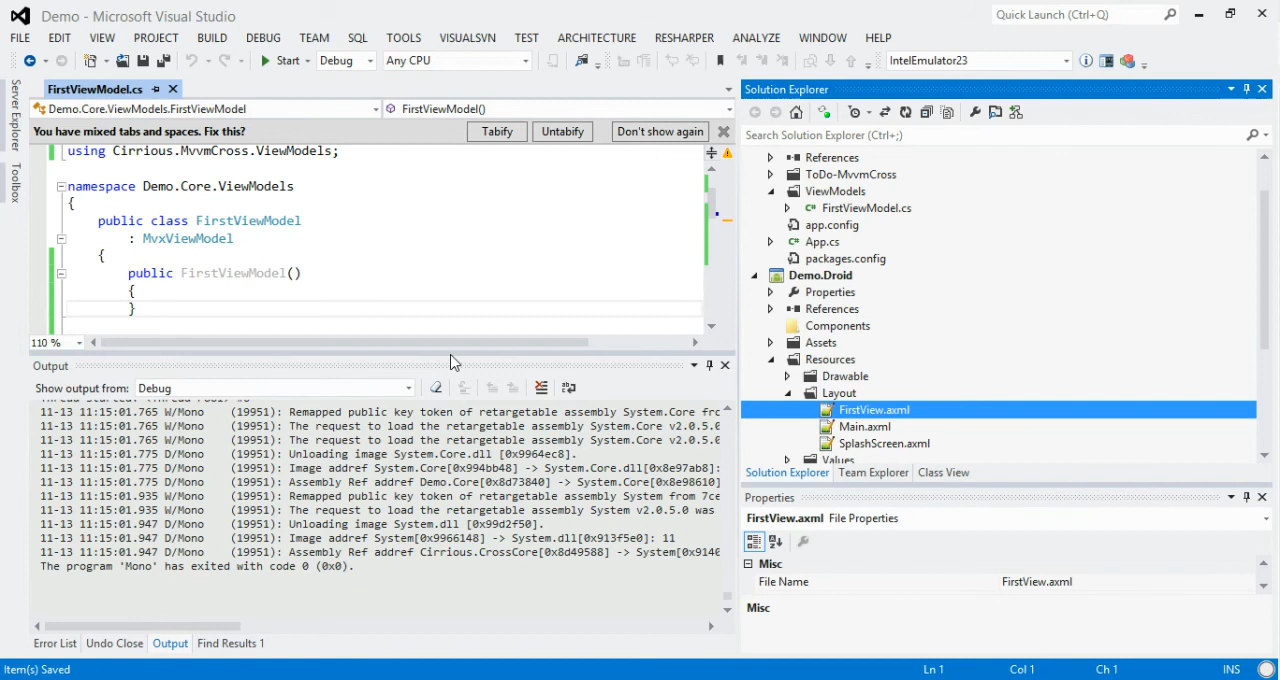 Demo - Microsoft Visual Studio
Quick Launch (Ctrl+Q)
FILE EDIT VIEW PROJECT BUILD DEBUG TEAM SQL TOOLS VISUALSVN TEST ARCHITECTURE RESHARPER ANALYZE WINDOW HELP
Start Debug Any CPU IntelEmulator23
Server Explorer
Toolbox
FirstViewModel.cs
Demo.Core.ViewModels.FirstViewModel FirstViewModel()
You have mixed tabs and spaces. Fix this? Tabify Untabify Don't show again
using Cirrious.MvvmCross.ViewModels;
namespace Demo.Core.ViewModels
{
public class FirstViewModel
: MvxViewModel
{
public FirstViewModel()
{
}
110 %
Output
Show output from: Debug
11-13 11:15:01.765 W/Mono (19951): Remapped public key token of retargetable assembly System.Core fro
11-13 11:15:01.765 W/Mono (19951): The request to load the retargetable assembly System.Core v2.0.5.0
11-13 11:15:01.765 W/Mono (19951): The request to load the retargetable assembly System.Core v2.0.5.0
11-13 11:15:01.775 D/Mono (19951): Unloading image System.Core.dll [0x9964ec8].
11-13 11:15:01.775 D/Mono (19951): Image addref System.Core[0x994bb48] -> System.Core.dll[0x8e97ab8]:
11-13 11:15:01.775 D/Mono (19951): Assembly Ref addref Demo.Core[0x8d73840] -> System.Core[0x8e98610]
11-13 11:15:01.935 W/Mono (19951): Remapped public key token of retargetable assembly System from 7ce
11-13 11:15:01.935 W/Mono (19951): The request to load the retargetable assembly System v2.0.5.0 was
11-13 11:15:01.947 D/Mono (19951): Unloading image System.dll [0x99d2f50].
11-13 11:15:01.947 D/Mono (19951): Image addref System[0x9966148] -> System.dll[0x913f5e0]: 11
11-13 11:15:01.947 D/Mono (19951): Assembly Ref addref Cirrious.CrossCore[0x8d49588] -> System[0x9140
The program 'Mono' has exited with code 0 (0x0).
Error List Undo Close Output Find Results 1
Solution Explorer
Search Solution Explorer (Ctrl+;)
References
ToDo-MvvmCross
ViewModels
C# FirstViewModel.cs
app.config
C# App.cs
packages.config
Demo.Droid
Properties
References
Components
Assets
Resources
Drawable
Layout
FirstView.axml
Main.axml
SplashScreen.axml
Values
Solution Explorer Team Explorer Class View
Properties
FirstView.axml File Properties
Misc
File Name FirstView.axml
Misc
Item(s) Saved Ln 1 Col 1 Ch 1 INS